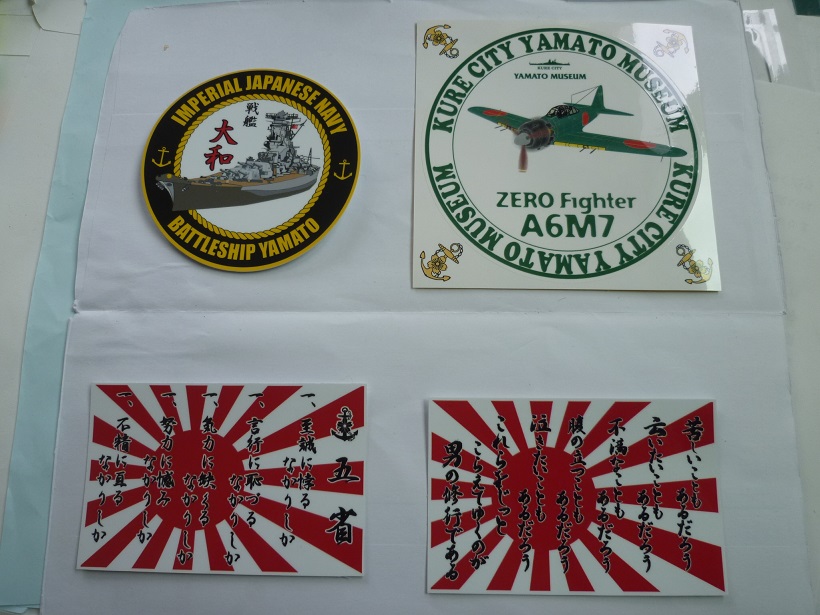 IMPERIAL JAPANESE NAVY
戦艦
大和
BATTLESHIP YAMATO
KURE CITY YAMATO MUSEUM
KURE CITY
YAMATO MUSEUM
ZERO Fighter
A6M7
KURE CITY YAMATO MUSEUM
五省
一、至誠に悖る
なかりしか
一、言行に恥づる
なかりしか
一、気力に缺くる
なかりしか
一、努力に憾み
なかりしか
一、不精に亘る
なかりしか
苦しいことも
あるだろう
云いたいことも
あるだろう
不満なことも
あるだろう
腹の立つことも
あるだろう
泣きたいことも
あるだろう
これらをじっと
こらえてゆくのが
男の修行である